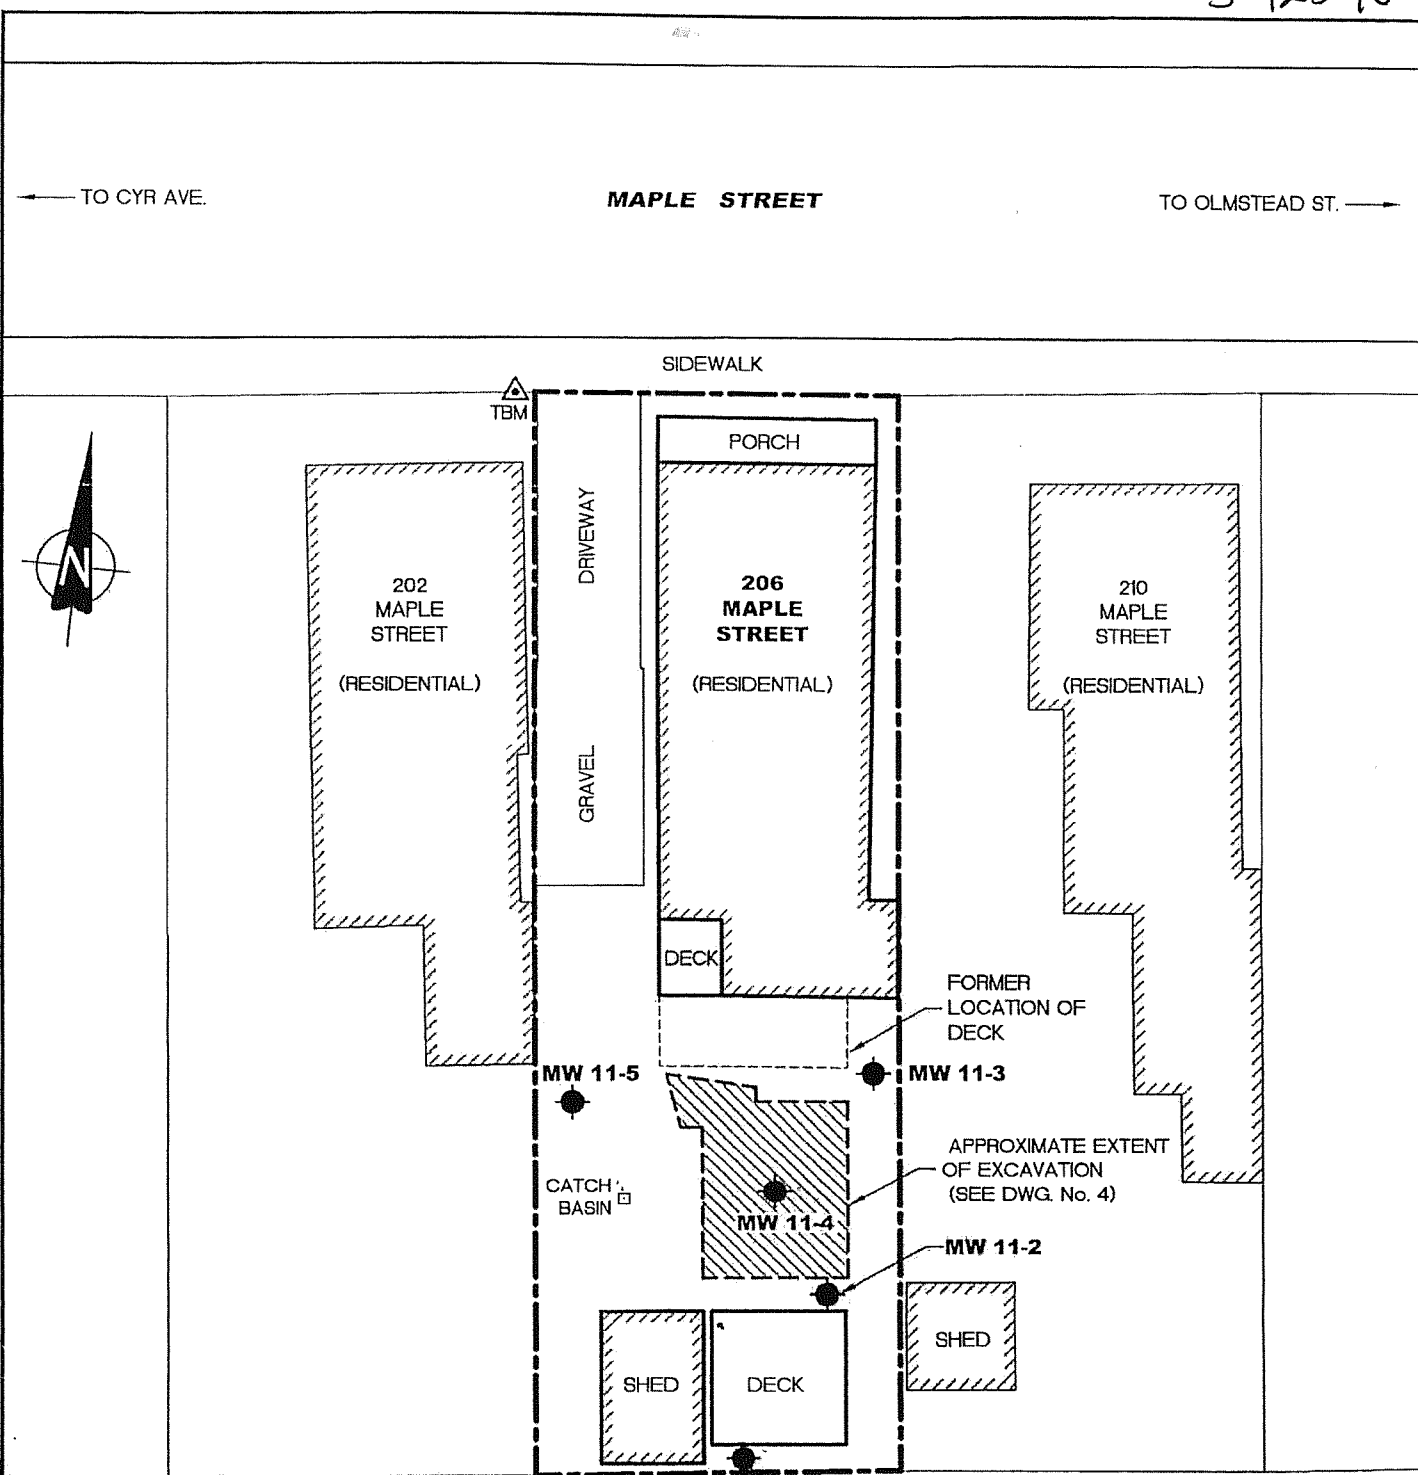 TO CYR AVE.
MAPLE STREET
TO OLMSTEAD ST.
SIDEWALK
TBM
PORCH
DRIVEWAY
GRAVEL
N
202
MAPLE
STREET
(RESIDENTIAL)
206
MAPLE
STREET
(RESIDENTIAL)
210
MAPLE
STREET
(RESIDENTIAL)
DECK
FORMER
LOCATION OF
DECK
MW 11-5
MW 11-3
APPROXIMATE EXTENT
OF EXCAVATION
(SEE DWG. No. 4)
CATCH
BASIN
MW 11-4
MW 11-2
SHED
DECK
SHED